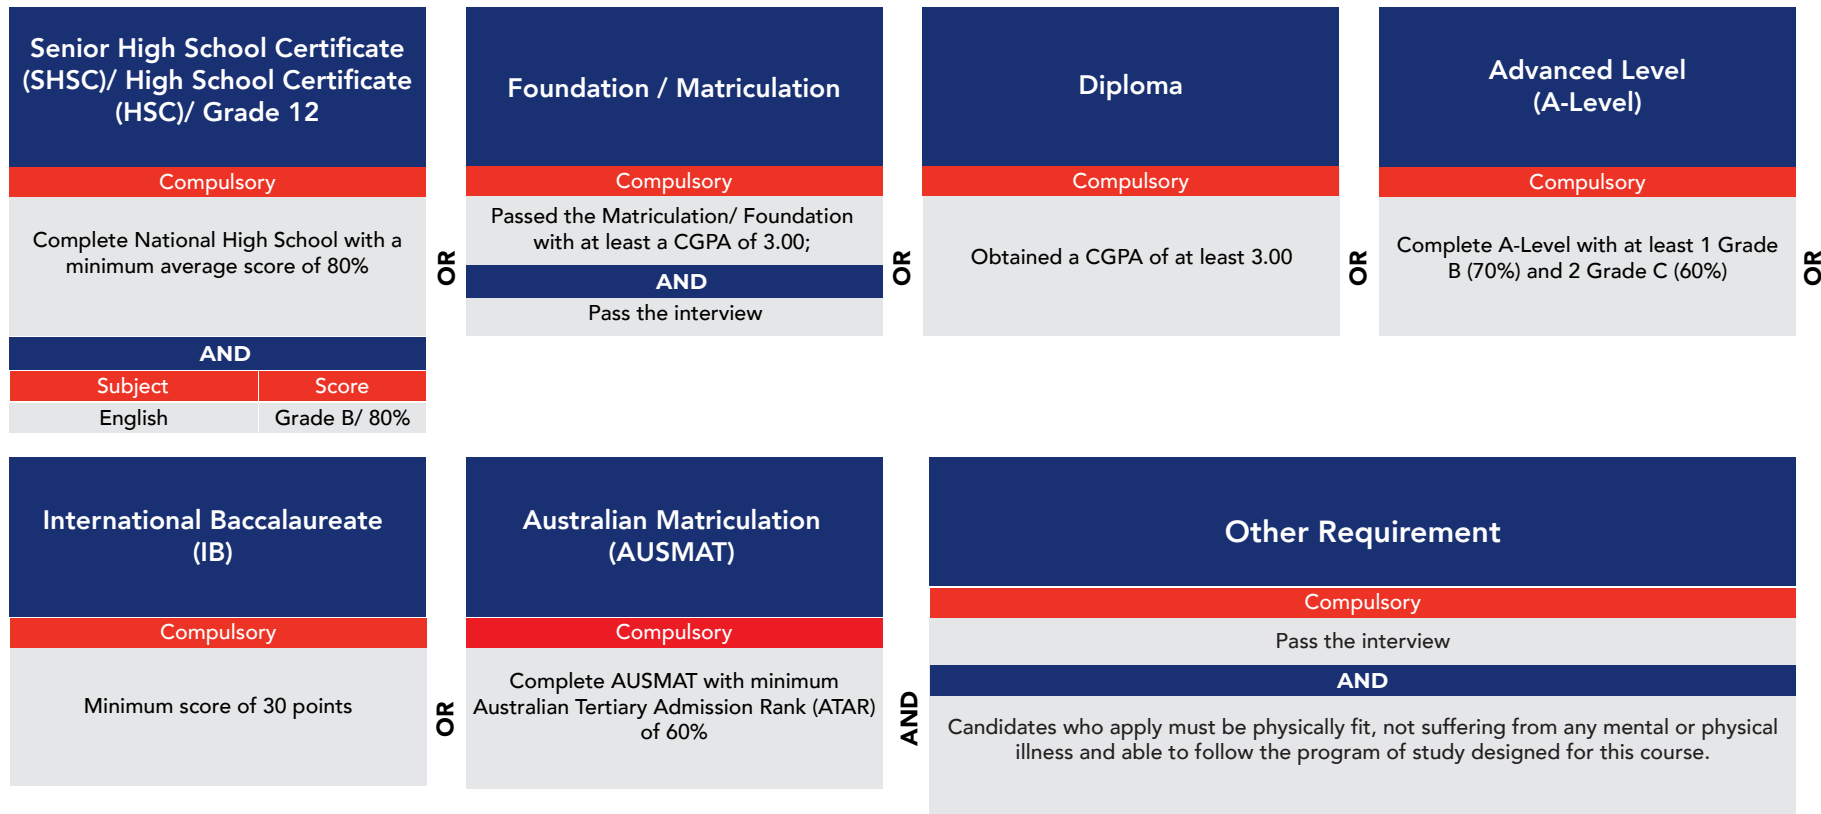 Senior High School Certificate
(SHSC)/ High School Certificate
(HSC)/ Grade 12
Compulsory
Complete National High School with a
minimum average score of 80%
AND
Subject Score
English Grade B/ 80%
OR
Foundation / Matriculation
Compulsory
Passed the Matriculation/ Foundation
with at least a CGPA of 3.00;
AND
Pass the interview
OR
Diploma
Compulsory
Obtained a CGPA of at least 3.00
OR
Advanced Level
(A-Level)
Compulsory
Complete A-Level with at least 1 Grade
B (70%) and 2 Grade C (60%)
OR
International Baccalaureate
(IB)
Compulsory
Minimum score of 30 points
OR
Australian Matriculation
(AUSMAT)
Compulsory
Complete AUSMAT with minimum
Australian Tertiary Admission Rank (ATAR)
of 60%
AND
Other Requirement
Compulsory
Pass the interview
AND
Candidates who apply must be physically fit, not suffering from any mental or physical
illness and able to follow the program of study designed for this course.